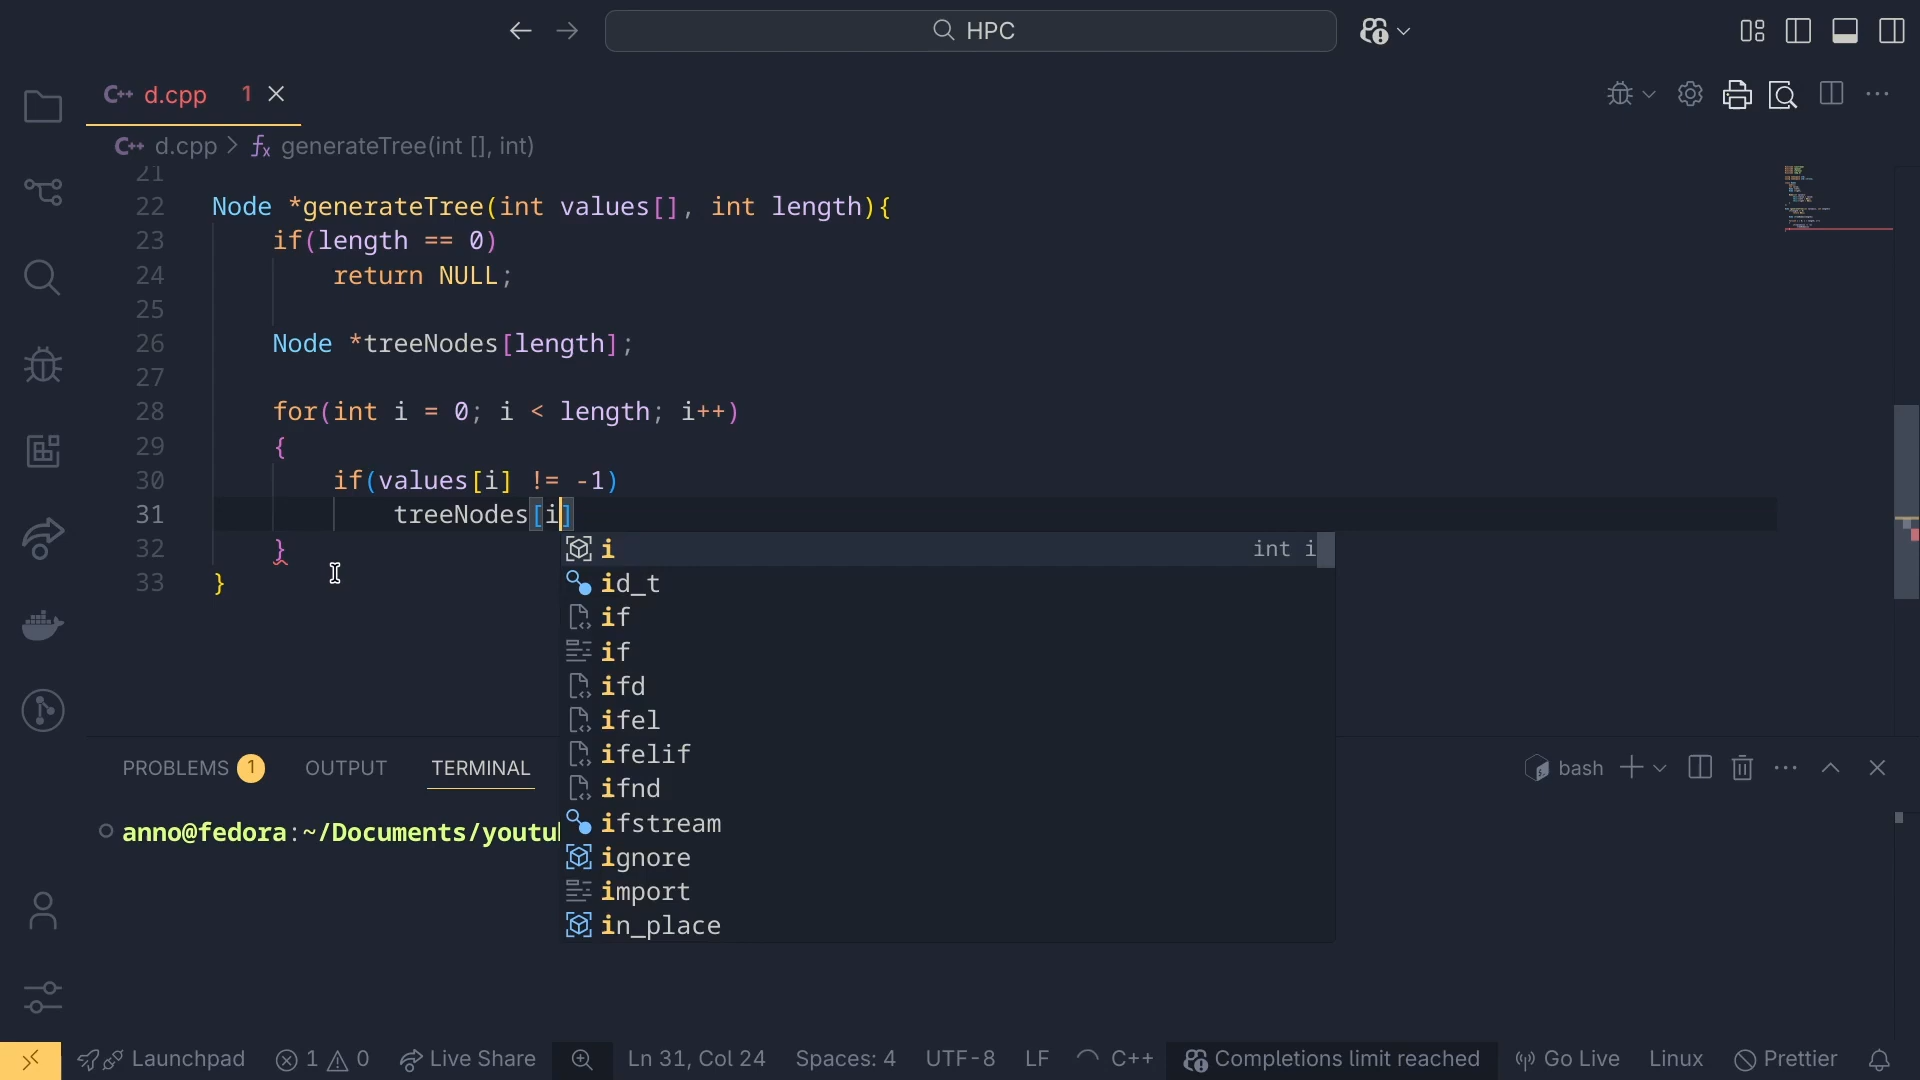 HPC
C++ d.cpp 1
C++ d.cpp > fx generateTree(int [], int)
21
22 Node *generateTree(int values[], int length){
23 if(length == 0)
24 return NULL;
25
26 Node *treeNodes[length];
27
28 for(int i = 0; i < length; i++)
29 {
30 if(values[i] != -1)
31 treeNodes[i]
32 }
33 }
i int i
id_t
if
if
ifd
ifel
ifelif
ifnd
ifstream
ignore
import
in_place
PROBLEMS 1 OUTPUT TERMINAL bash
anno@fedora:~/Documents/youtu
Launchpad 1 0 Live Share Ln 31, Col 24 Spaces: 4 UTF-8 LF C++ Completions limit reached Go Live Linux Prettier